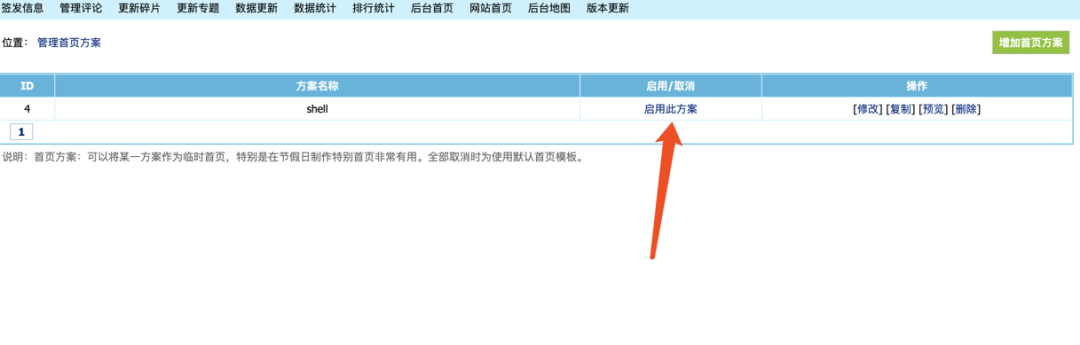 签发信息 管理评论 更新碎片 更新专题 数据更新 数据统计 排行统计 后台首页 网站首页 后台地图 版本更新
位置： 管理首页方案 增加首页方案
ID 方案名称 启用/取消 操作
4 shell 启用此方案 [修改] [复制] [预览] [删除]
1
说明：首页方案：可以将某一方案作为临时首页，特别是在节假日制作特别首页非常有用。全部取消时为使用默认首页模板。